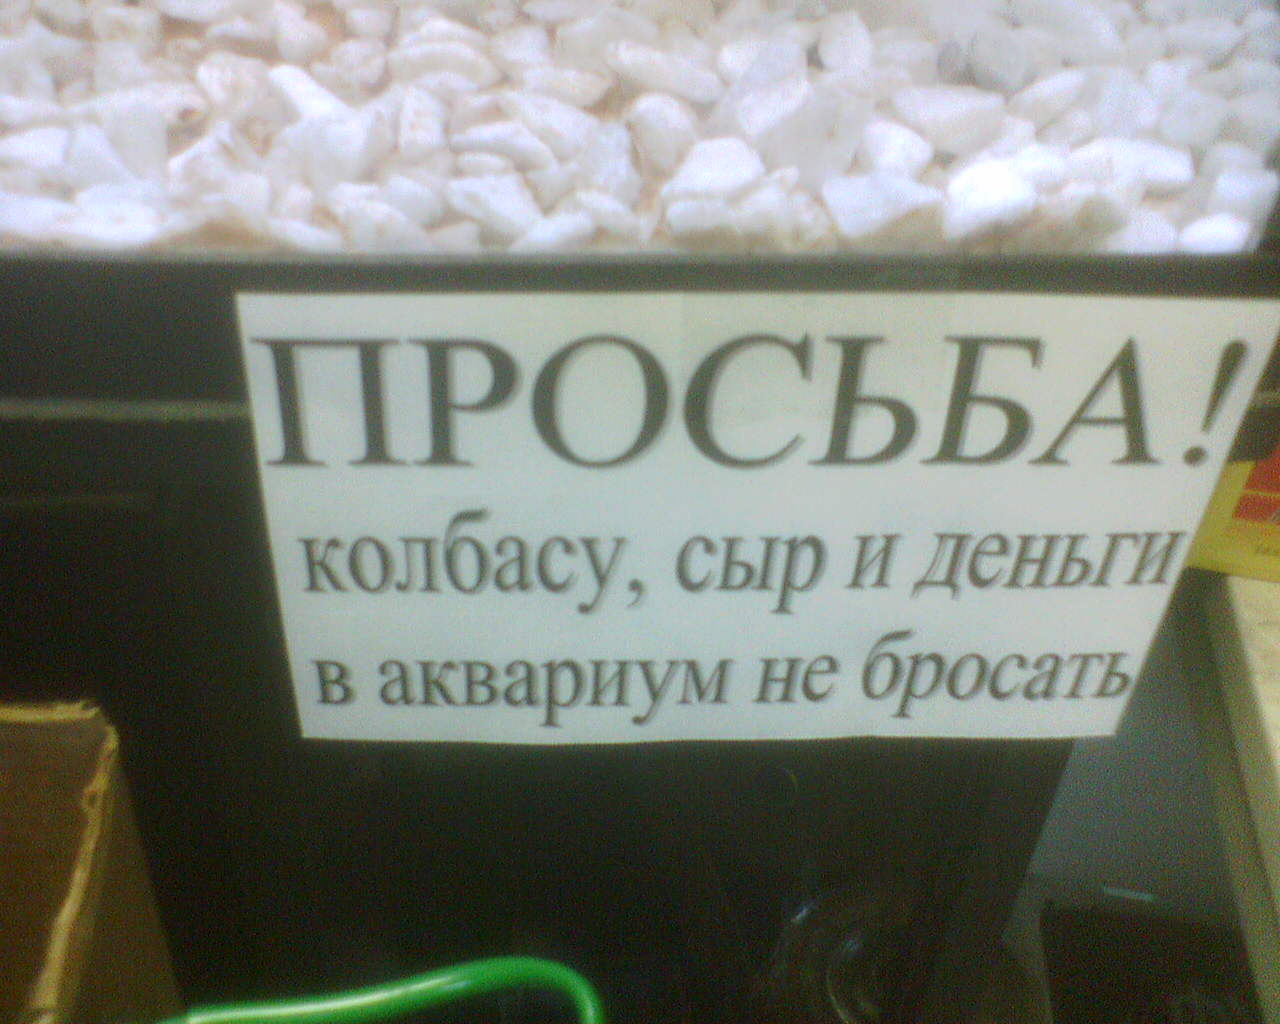 ПРОСЬБА!
колбасу, сыр и деньги
в аквариум не бросать